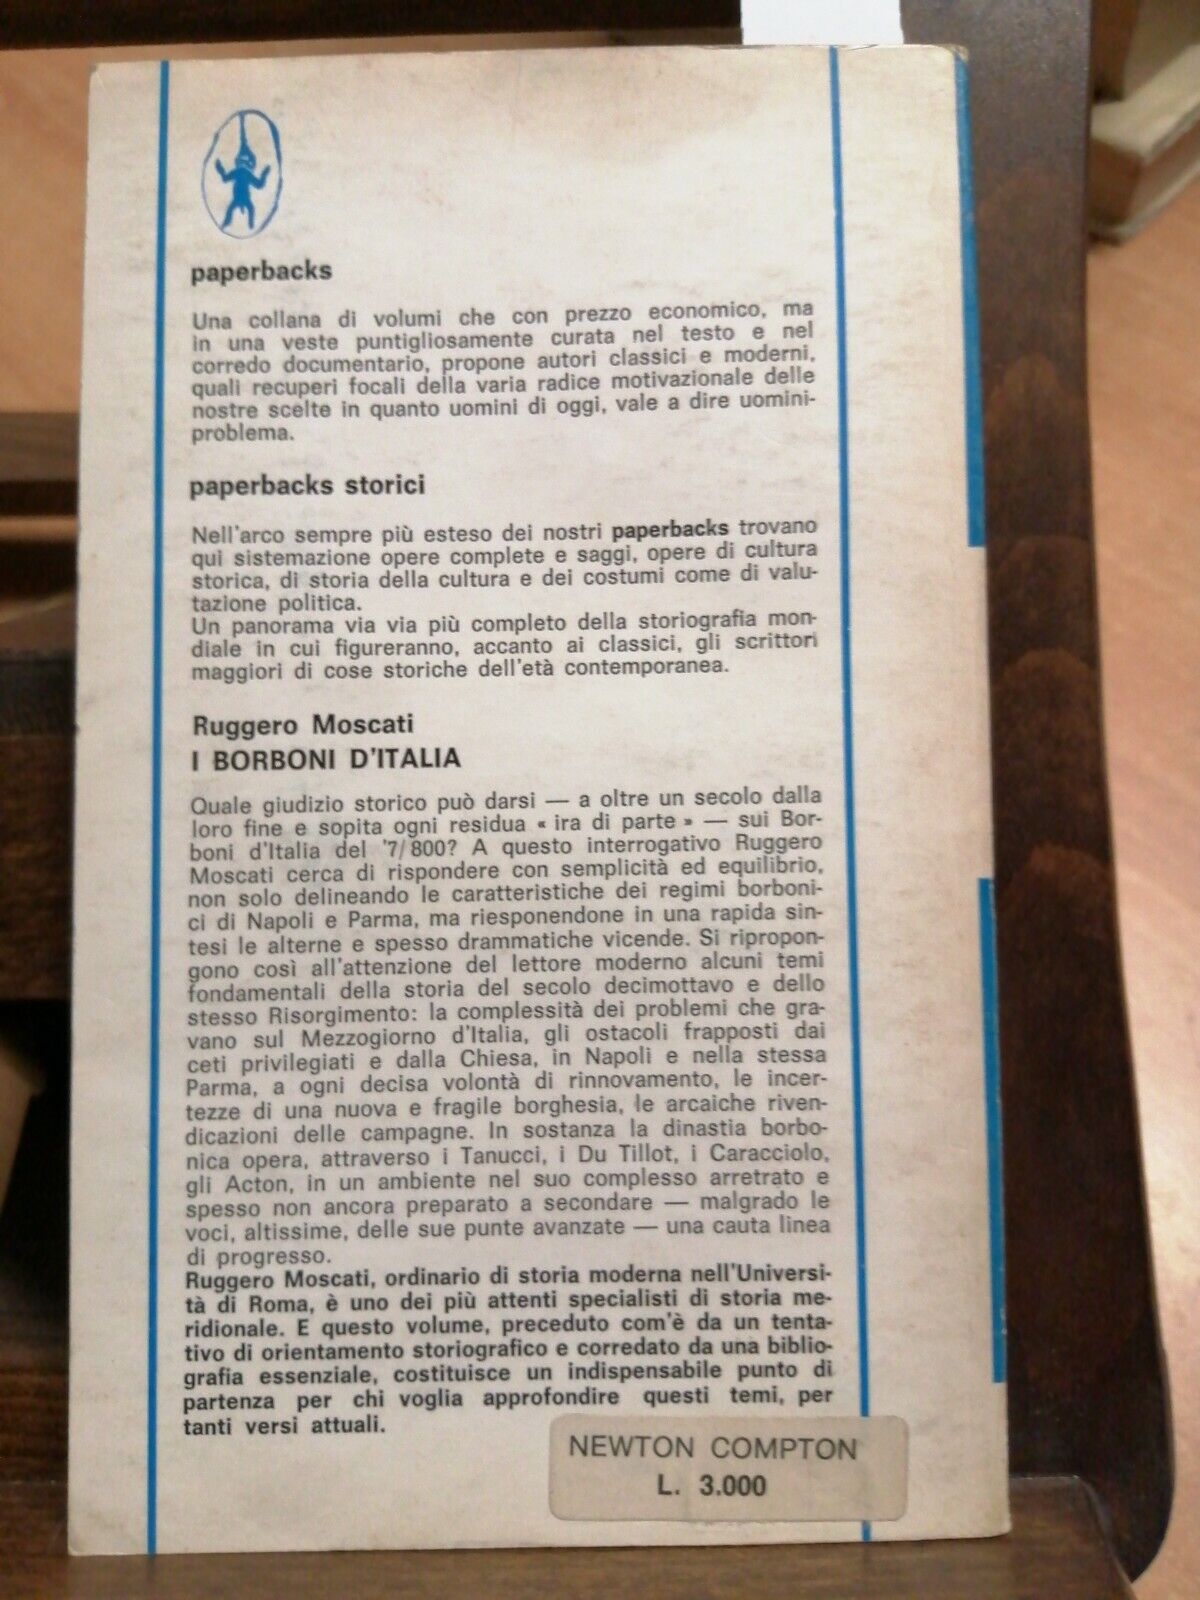 paperbacks
Una collana di volumi che con prezzo economico, ma
in una veste puntigliosamente curata nel testo e nel
corredo documentario, propone autori classici e moderni,
quali recuperi focali della varia radice motivazionale delle
nostre scelte in quanto uomini di oggi, vale a dire uomini-
problema.
paperbacks storici
Nell'arco sempre più esteso dei nostri paperbacks trovano
qui sistemazione opere complete e saggi, opere di cultura
storica, di storia della cultura e dei costumi come di valu-
tazione politica.
Un panorama via via più completo della storiografia mon-
diale in cui figureranno, accanto ai classici, gli scrittori
maggiori di cose storiche dell'età contemporanea.
Ruggero Moscati
I BORBONI D'ITALIA
Quale giudizio storico può darsi — a oltre un secolo dalla
loro fine e sopita ogni residua « ira di parte » — sui Bor-
boni d'Italia del '7/800? A questo interrogativo Ruggero
Moscati cerca di rispondere con semplicità ed equilibrio,
non solo delineando le caratteristiche dei regimi borboni-
ci di Napoli e Parma, ma riesponendone in una rapida sin-
tesi le alterne e spesso drammatiche vicende. Si ripropon-
gono così all'attenzione del lettore moderno alcuni temi
fondamentali della storia del secolo decimottavo e dello
stesso Risorgimento: la complessità dei problemi che gra-
vano sul Mezzogiorno d'Italia, gli ostacoli frapposti dai
ceti privilegiati e dalla Chiesa, in Napoli e nella stessa
Parma, a ogni decisa volontà di rinnovamento, le incer-
tezze di una nuova e fragile borghesia, le arcaiche riven-
dicazioni delle campagne. In sostanza la dinastia borbo-
nica opera, attraverso i Tanucci, i Du Tillot, i Caracciolo,
gli Acton, in un ambiente nel suo complesso arretrato e
spesso non ancora preparato a secondare — malgrado le
voci, altissime, delle sue punte avanzate — una cauta linea
di progresso.
Ruggero Moscati, ordinario di storia moderna nell'Universi-
tà di Roma, è uno dei più attenti specialisti di storia me-
ridionale. E questo volume, preceduto com'è da un tenta-
tivo di orientamento storiografico e corredato da una biblio-
grafia essenziale, costituisce un indispensabile punto di
partenza per chi voglia approfondire questi temi, per
tanti versi attuali.
NEWTON COMPTON
L. 3.000